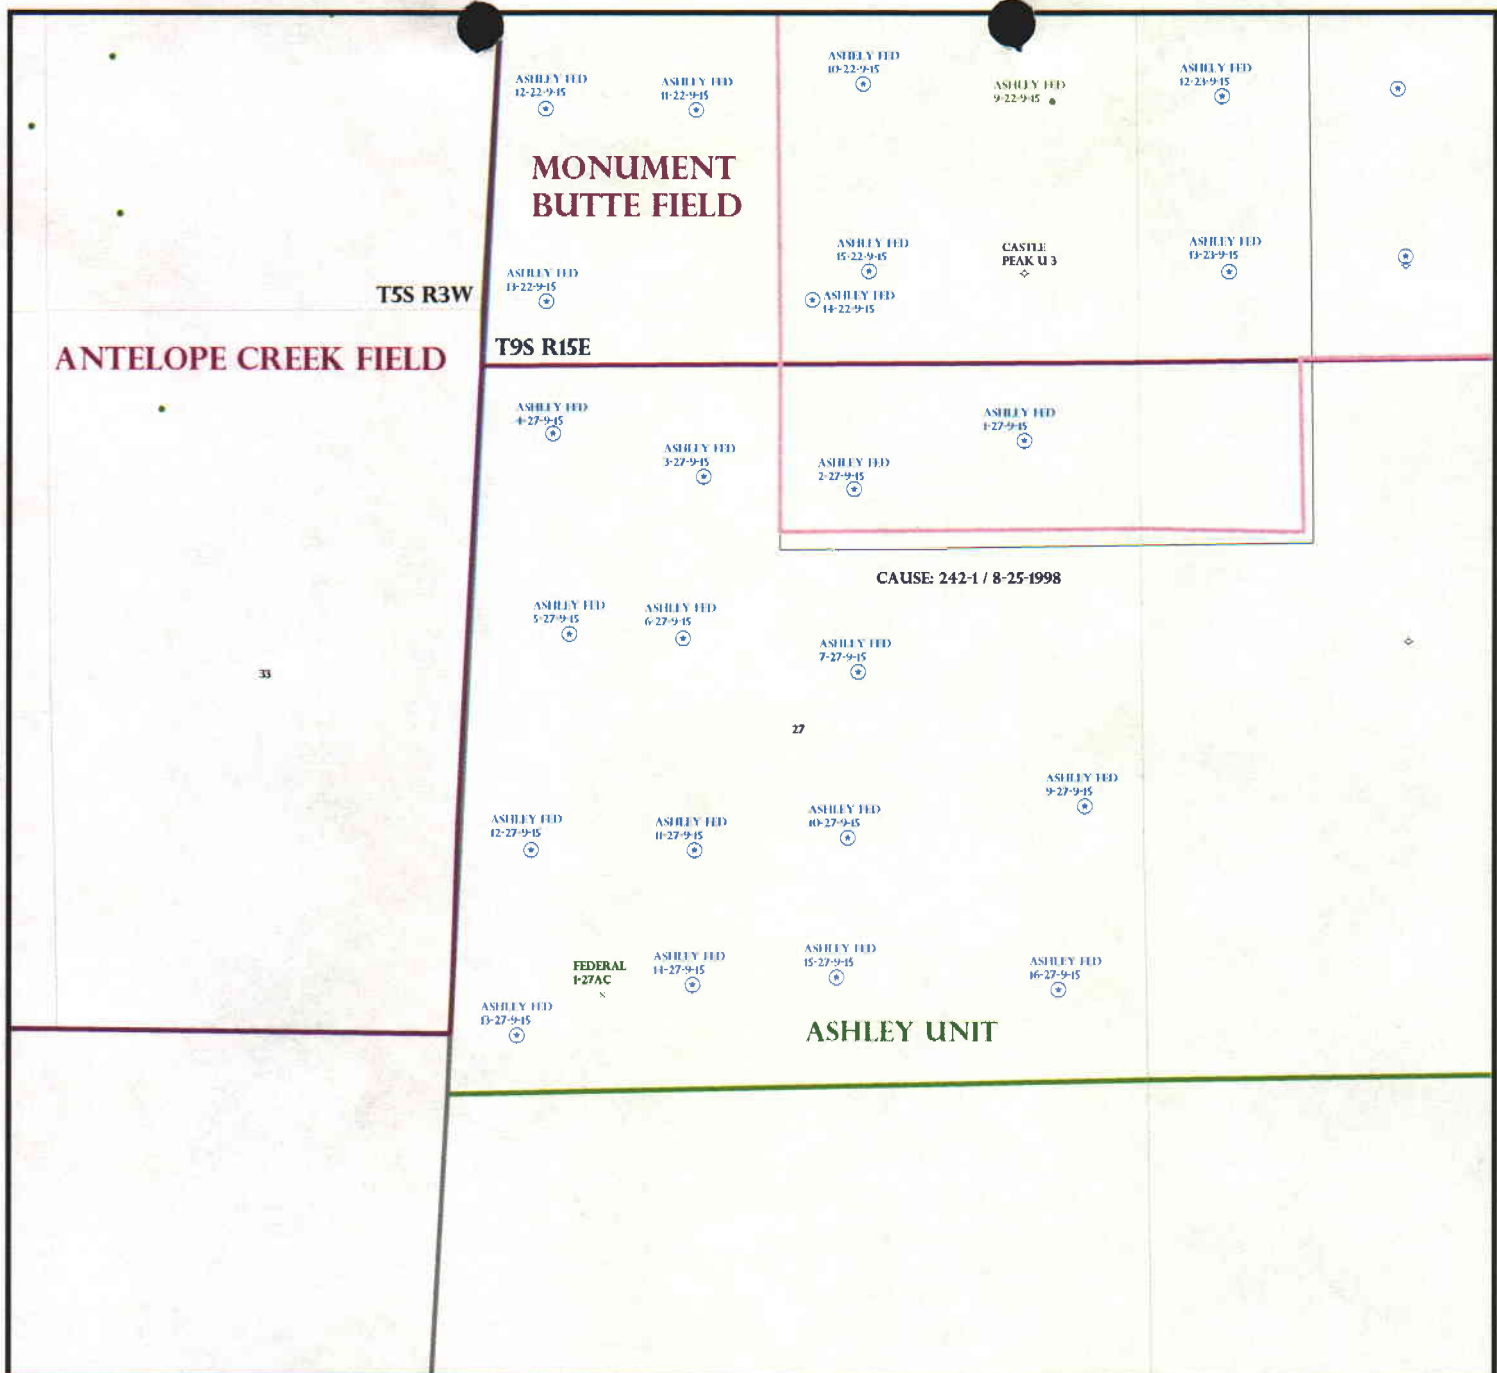 ASHLEY FED
12-22-9-15
ASHLEY FED
11-22-9-15
ASHELY FED
10-22-9-15
ASHLEY FED
9-22-9-15
ASHELY FED
12-23-9-15
MONUMENT
BUTTE FIELD
ASHLEY FED
13-22-9-15
ASHLEY FED
15-22-9-15
ASHLEY FED
14-22-9-15
CASTLE
PEAK U 3
ASHLEY FED
13-23-9-15
T5S R3W
T9S R15E
ANTELOPE CREEK FIELD
ASHLEY FED
4-27-9-15
ASHLEY FED
3-27-9-15
ASHLEY FED
2-27-9-15
ASHLEY FED
1-27-9-15
CAUSE: 242-1 / 8-25-1998
ASHLEY FED
5-27-9-15
ASHLEY FED
6-27-9-15
ASHLEY FED
7-27-9-15
33
27
ASHLEY FED
9-27-9-15
ASHLEY FED
12-27-9-15
ASHLEY FED
11-27-9-15
ASHLEY FED
10-27-9-15
FEDERAL
1-27AC
ASHLEY FED
14-27-9-15
ASHLEY FED
15-27-9-15
ASHLEY FED
16-27-9-15
ASHLEY FED
13-27-9-15
ASHLEY UNIT